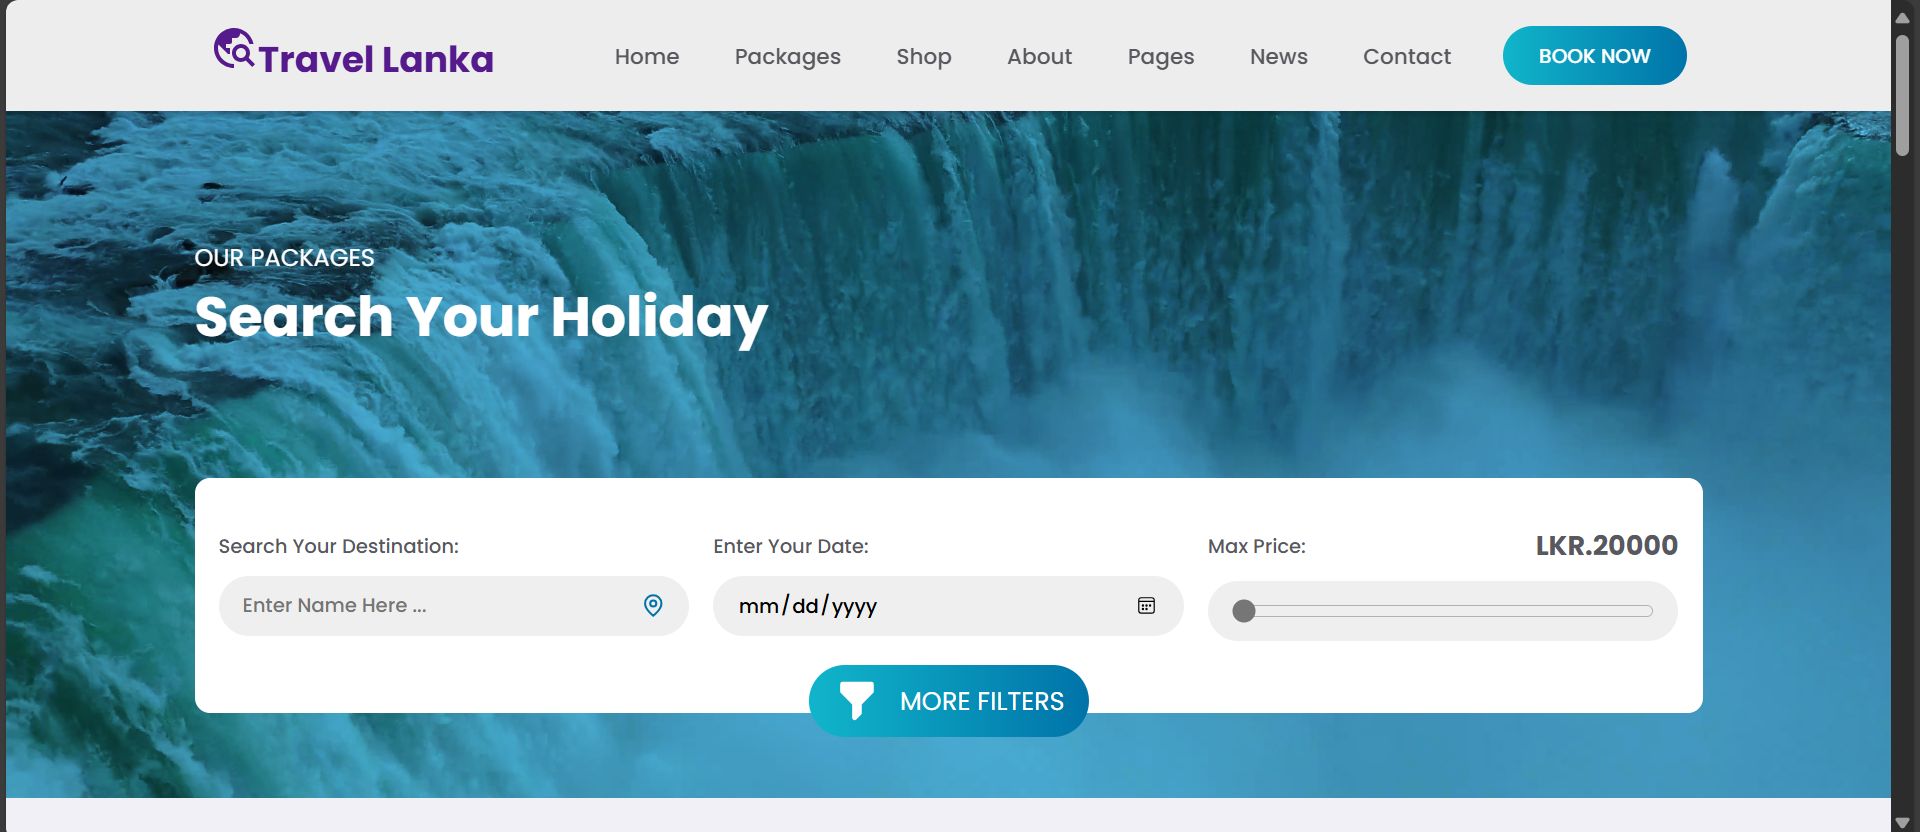 Travel Lanka
Home Packages Shop About Pages News Contact BOOK NOW
OUR PACKAGES
Search Your Holiday
Search Your Destination: Enter Your Date: Max Price: LKR.20000
Enter Name Here ... mm/dd/yyyy
MORE FILTERS